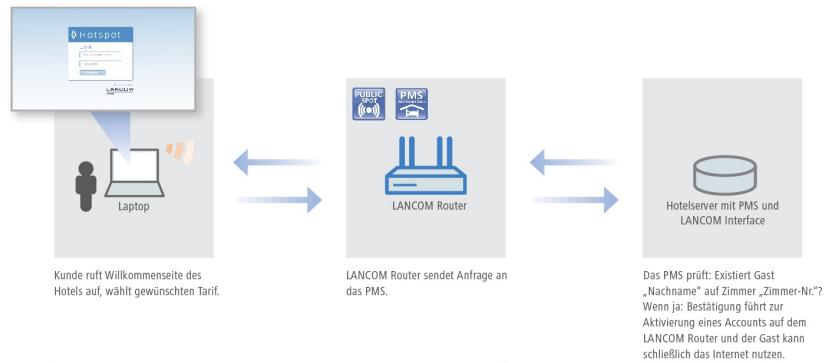 Hotspot
Log In
LANCOM
PUBLIC
SPOT
PMS
Laptop
LANCOM Router
Hotelserver mit PMS und
LANCOM Interface
Kunde ruft Willkommenseite des
Hotels auf, wählt gewünschten Tarif.
LANCOM Router sendet Anfrage an
das PMS.
Das PMS prüft: Existiert Gast
„Nachname" auf Zimmer „Zimmer-Nr."?
Wenn ja: Bestätigung führt zur
Aktivierung eines Accounts auf dem
LANCOM Router und der Gast kann
schließlich das Internet nutzen.